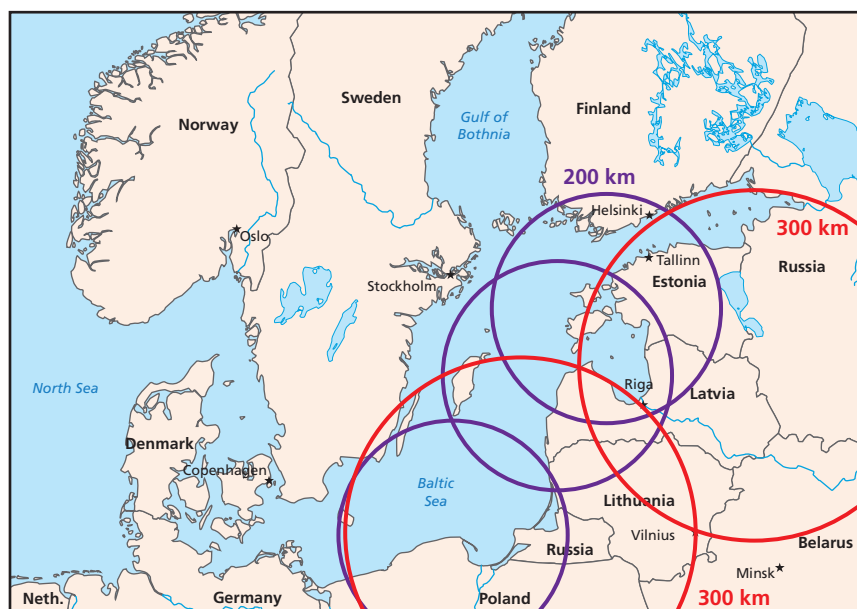 Norway
Sweden
Gulf of
Bothnia
Finland
200 km
Helsinki
300 km
Oslo
Stockholm
Tallinn
Estonia
Russia
North Sea
Riga
Latvia
Denmark
Copenhagen
Baltic
Sea
Lithuania
Vilnius
Russia
Belarus
Minsk
Neth.
Germany
Poland
300 km